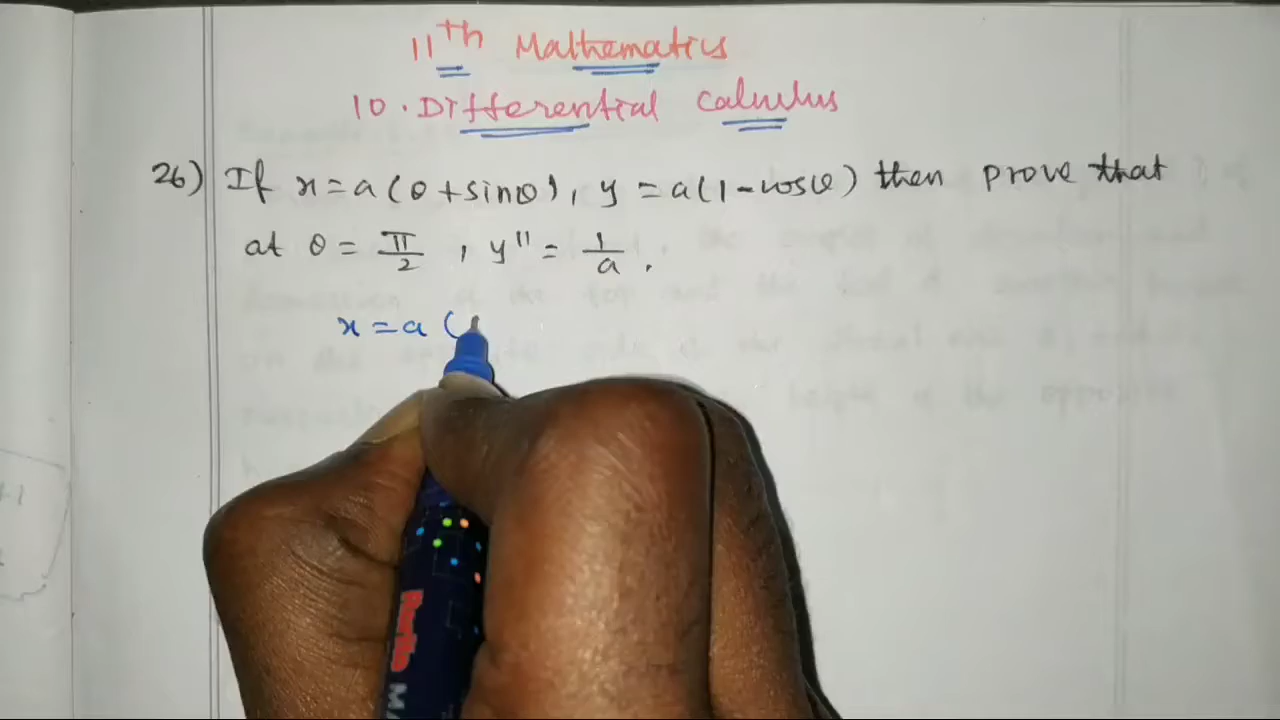 11th Mathematics
10. Differential Calculus
26) If x = a(θ+sinθ), y = a(1-cosθ) then prove that
at θ = π/2, y'' = 1/a.
x = a (